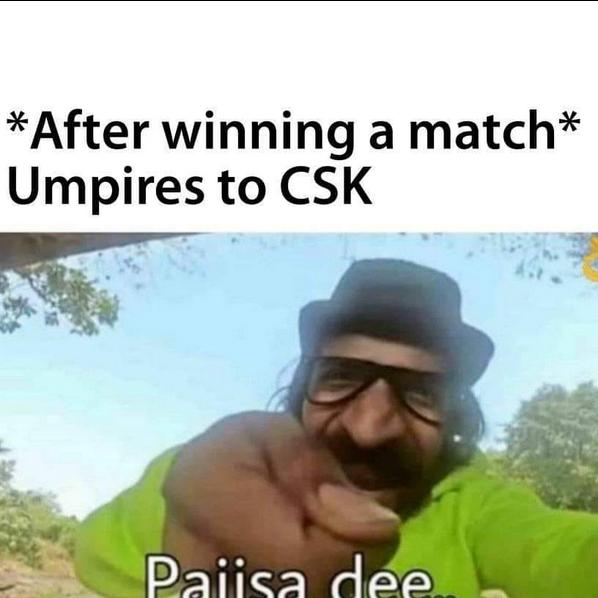 *After winning a match*
Umpires to CSK
Paiisa dee..